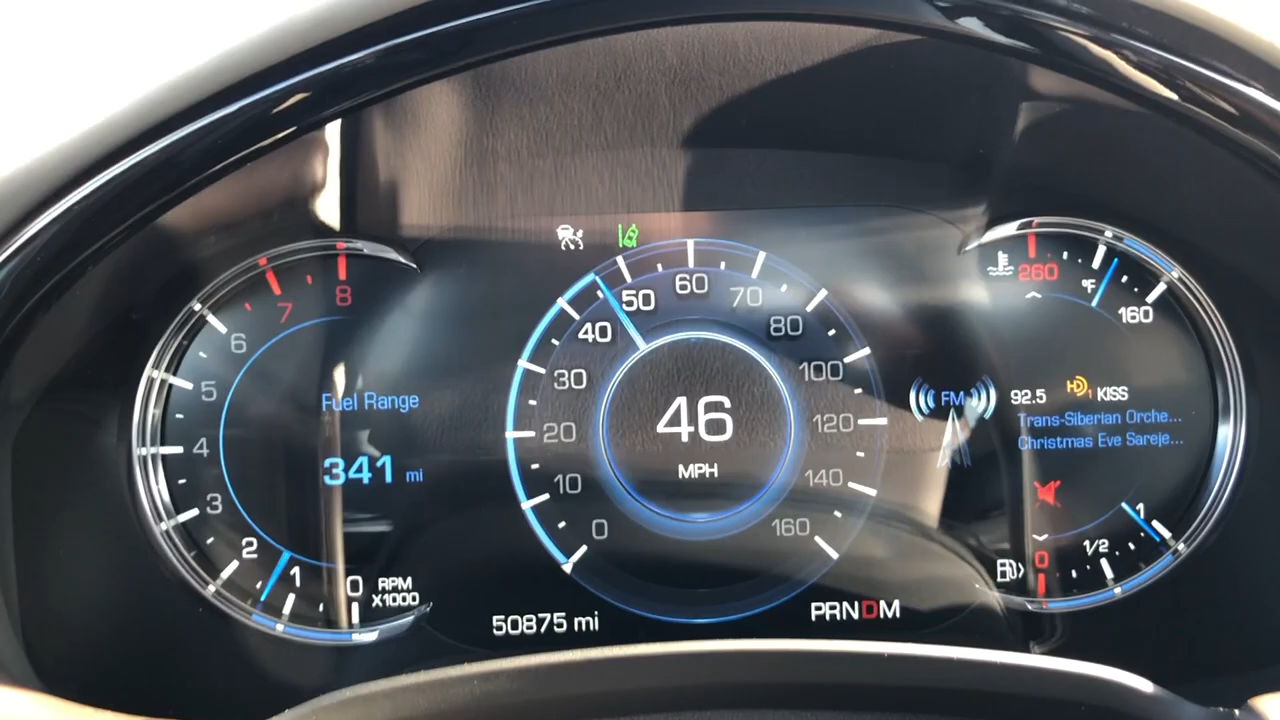 8
7
6
5
4
3
2
1
0
RPM
X1000
Fuel Range
341 mi
0
10
20
30
40
50
60
70
80
100
120
140
160
46
MPH
50875 mi
PRNDM
260
°F
160
FM
92.5 HD1 KISS
Trans-Siberian Orche...
Christmas Eve Sareje...
1
1/2
0